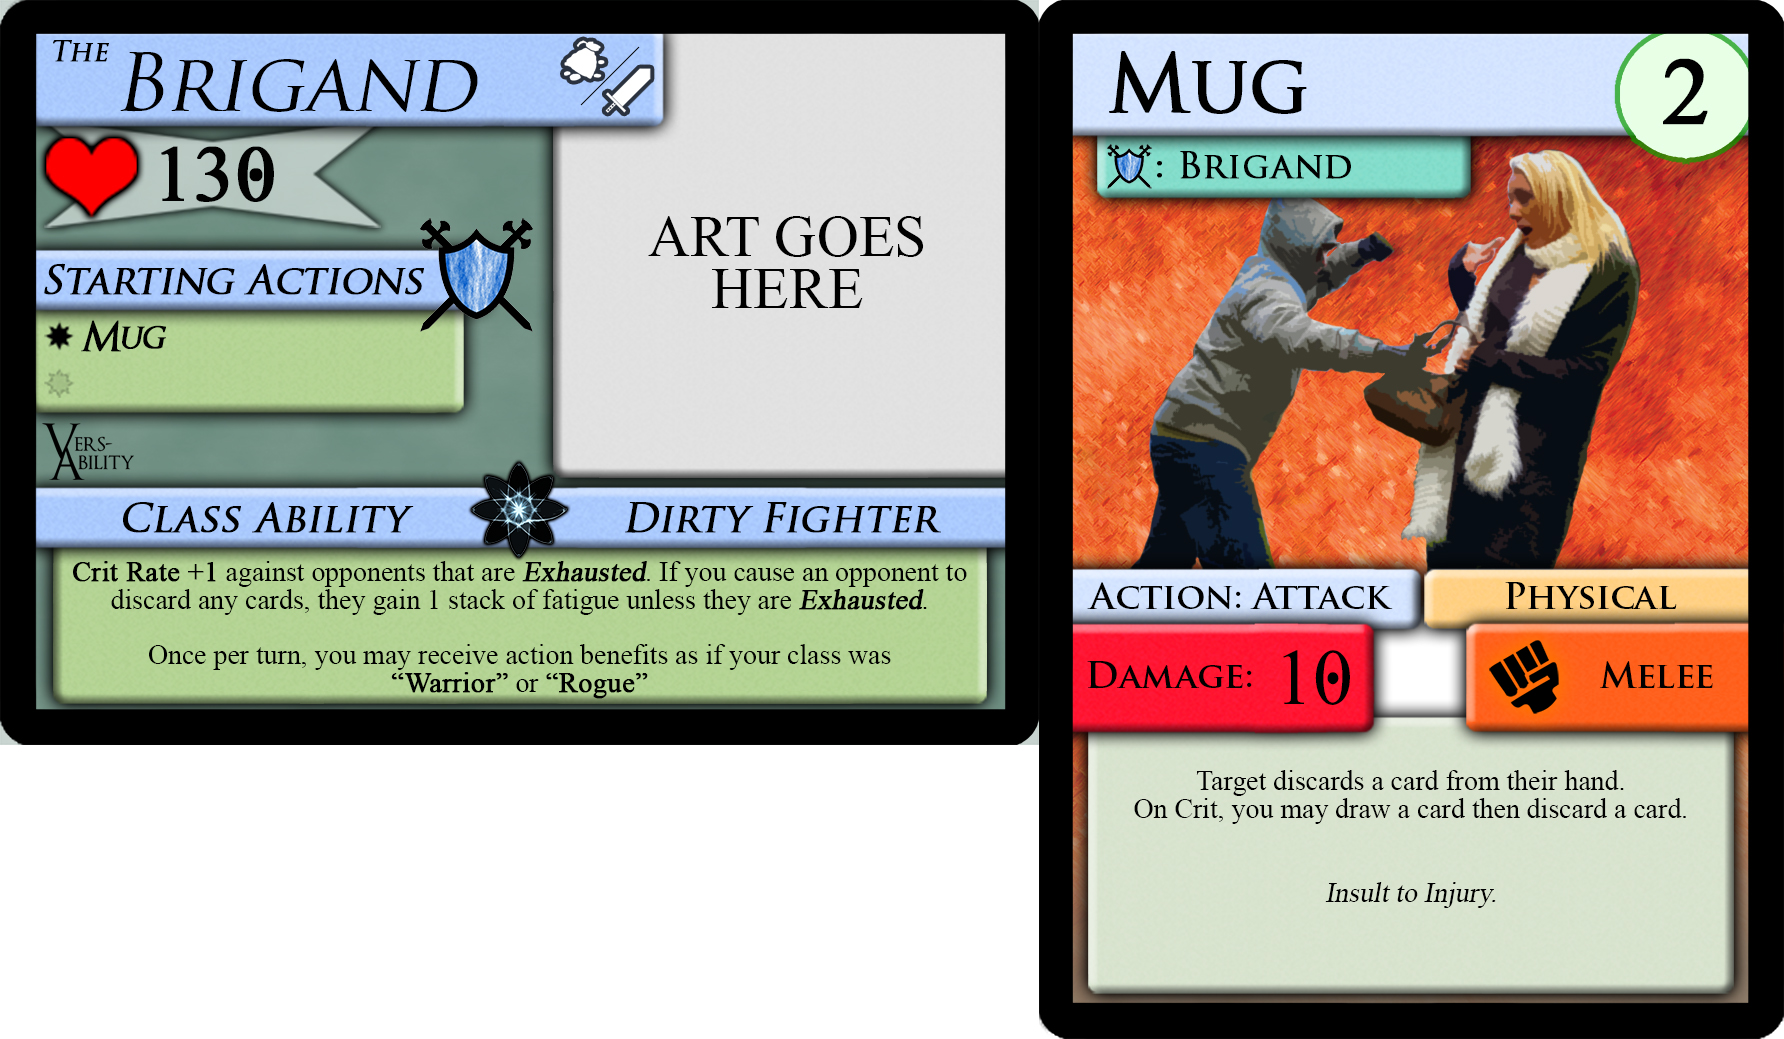 The
Brigand
130
Starting Actions
Mug
Vers-
Ability
Class Ability
Dirty Fighter
Crit Rate +1 against opponents that are Exhausted. If you cause an opponent to
discard any cards, they gain 1 stack of fatigue unless they are Exhausted.
Once per turn, you may receive action benefits as if your class was
“Warrior” or “Rogue”
ART GOES
HERE
Mug
2
: Brigand
Action: Attack
Physical
Damage: 10
Melee
Target discards a card from their hand.
On Crit, you may draw a card then discard a card.
Insult to Injury.